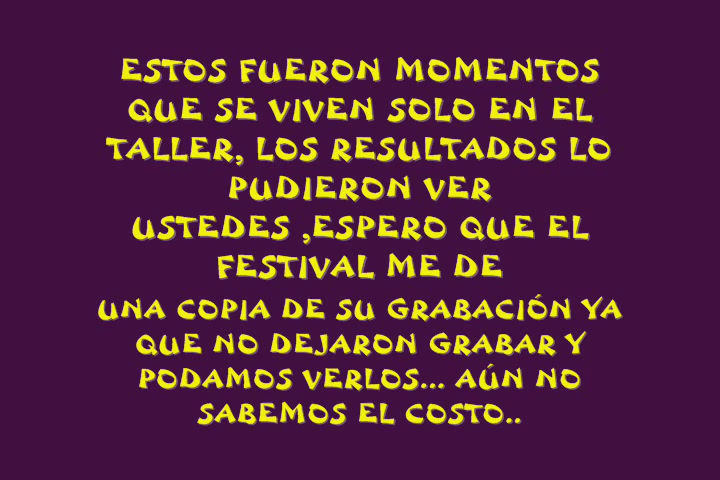 ESTOS FUERON MOMENTOS
QUE SE VIVEN SOLO EN EL
TALLER, LOS RESULTADOS LO
PUDIERON VER
USTEDES ,ESPERO QUE EL
FESTIVAL ME DE
UNA COPIA DE SU GRABACIÓN YA
QUE NO DEJARON GRABAR Y
PODAMOS VERLOS... AÚN NO
SABEMOS EL COSTO..